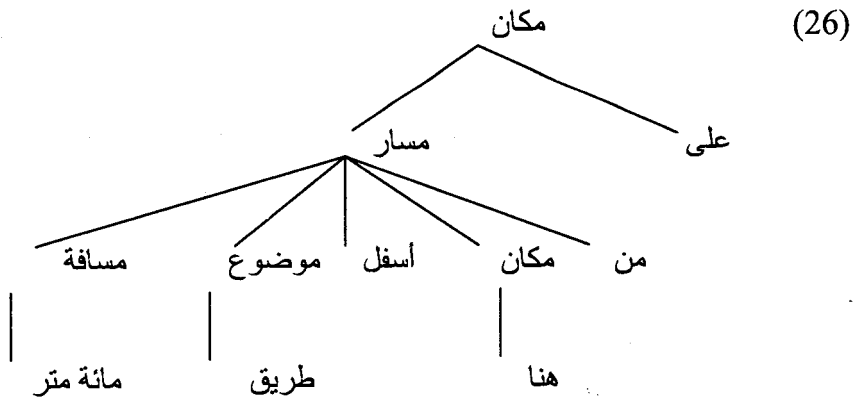 (26) مكان
على مسار
من مكان أسفل موضوع مسافة
هنا طريق مائة متر